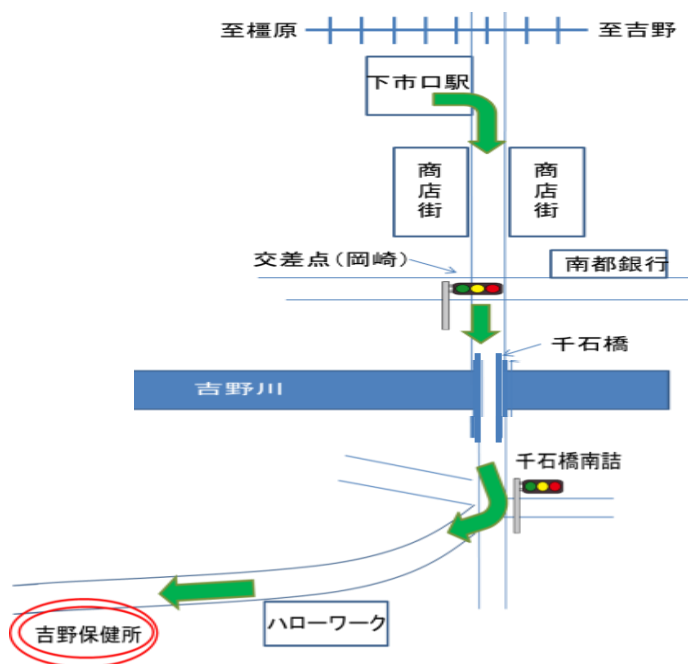 至橿原
至吉野
下市口駅
商店街
商店街
交差点（岡崎）
南都銀行
千石橋
吉野川
千石橋南詰
ハローワーク
吉野保健所